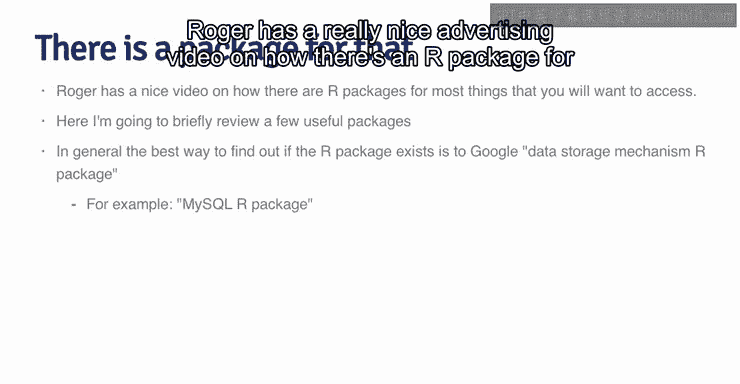 Roger has a really nice advertising
There is a package for that
video on how there's an R package for
· Roger has a nice video on how there are R packages for most things that you will want to access.
· Here I'm going to briefly review a few useful packages
· In general the best way to find out if the R package exists is to Google "data storage mechanism R
package"
- For example: "MySQL R package"